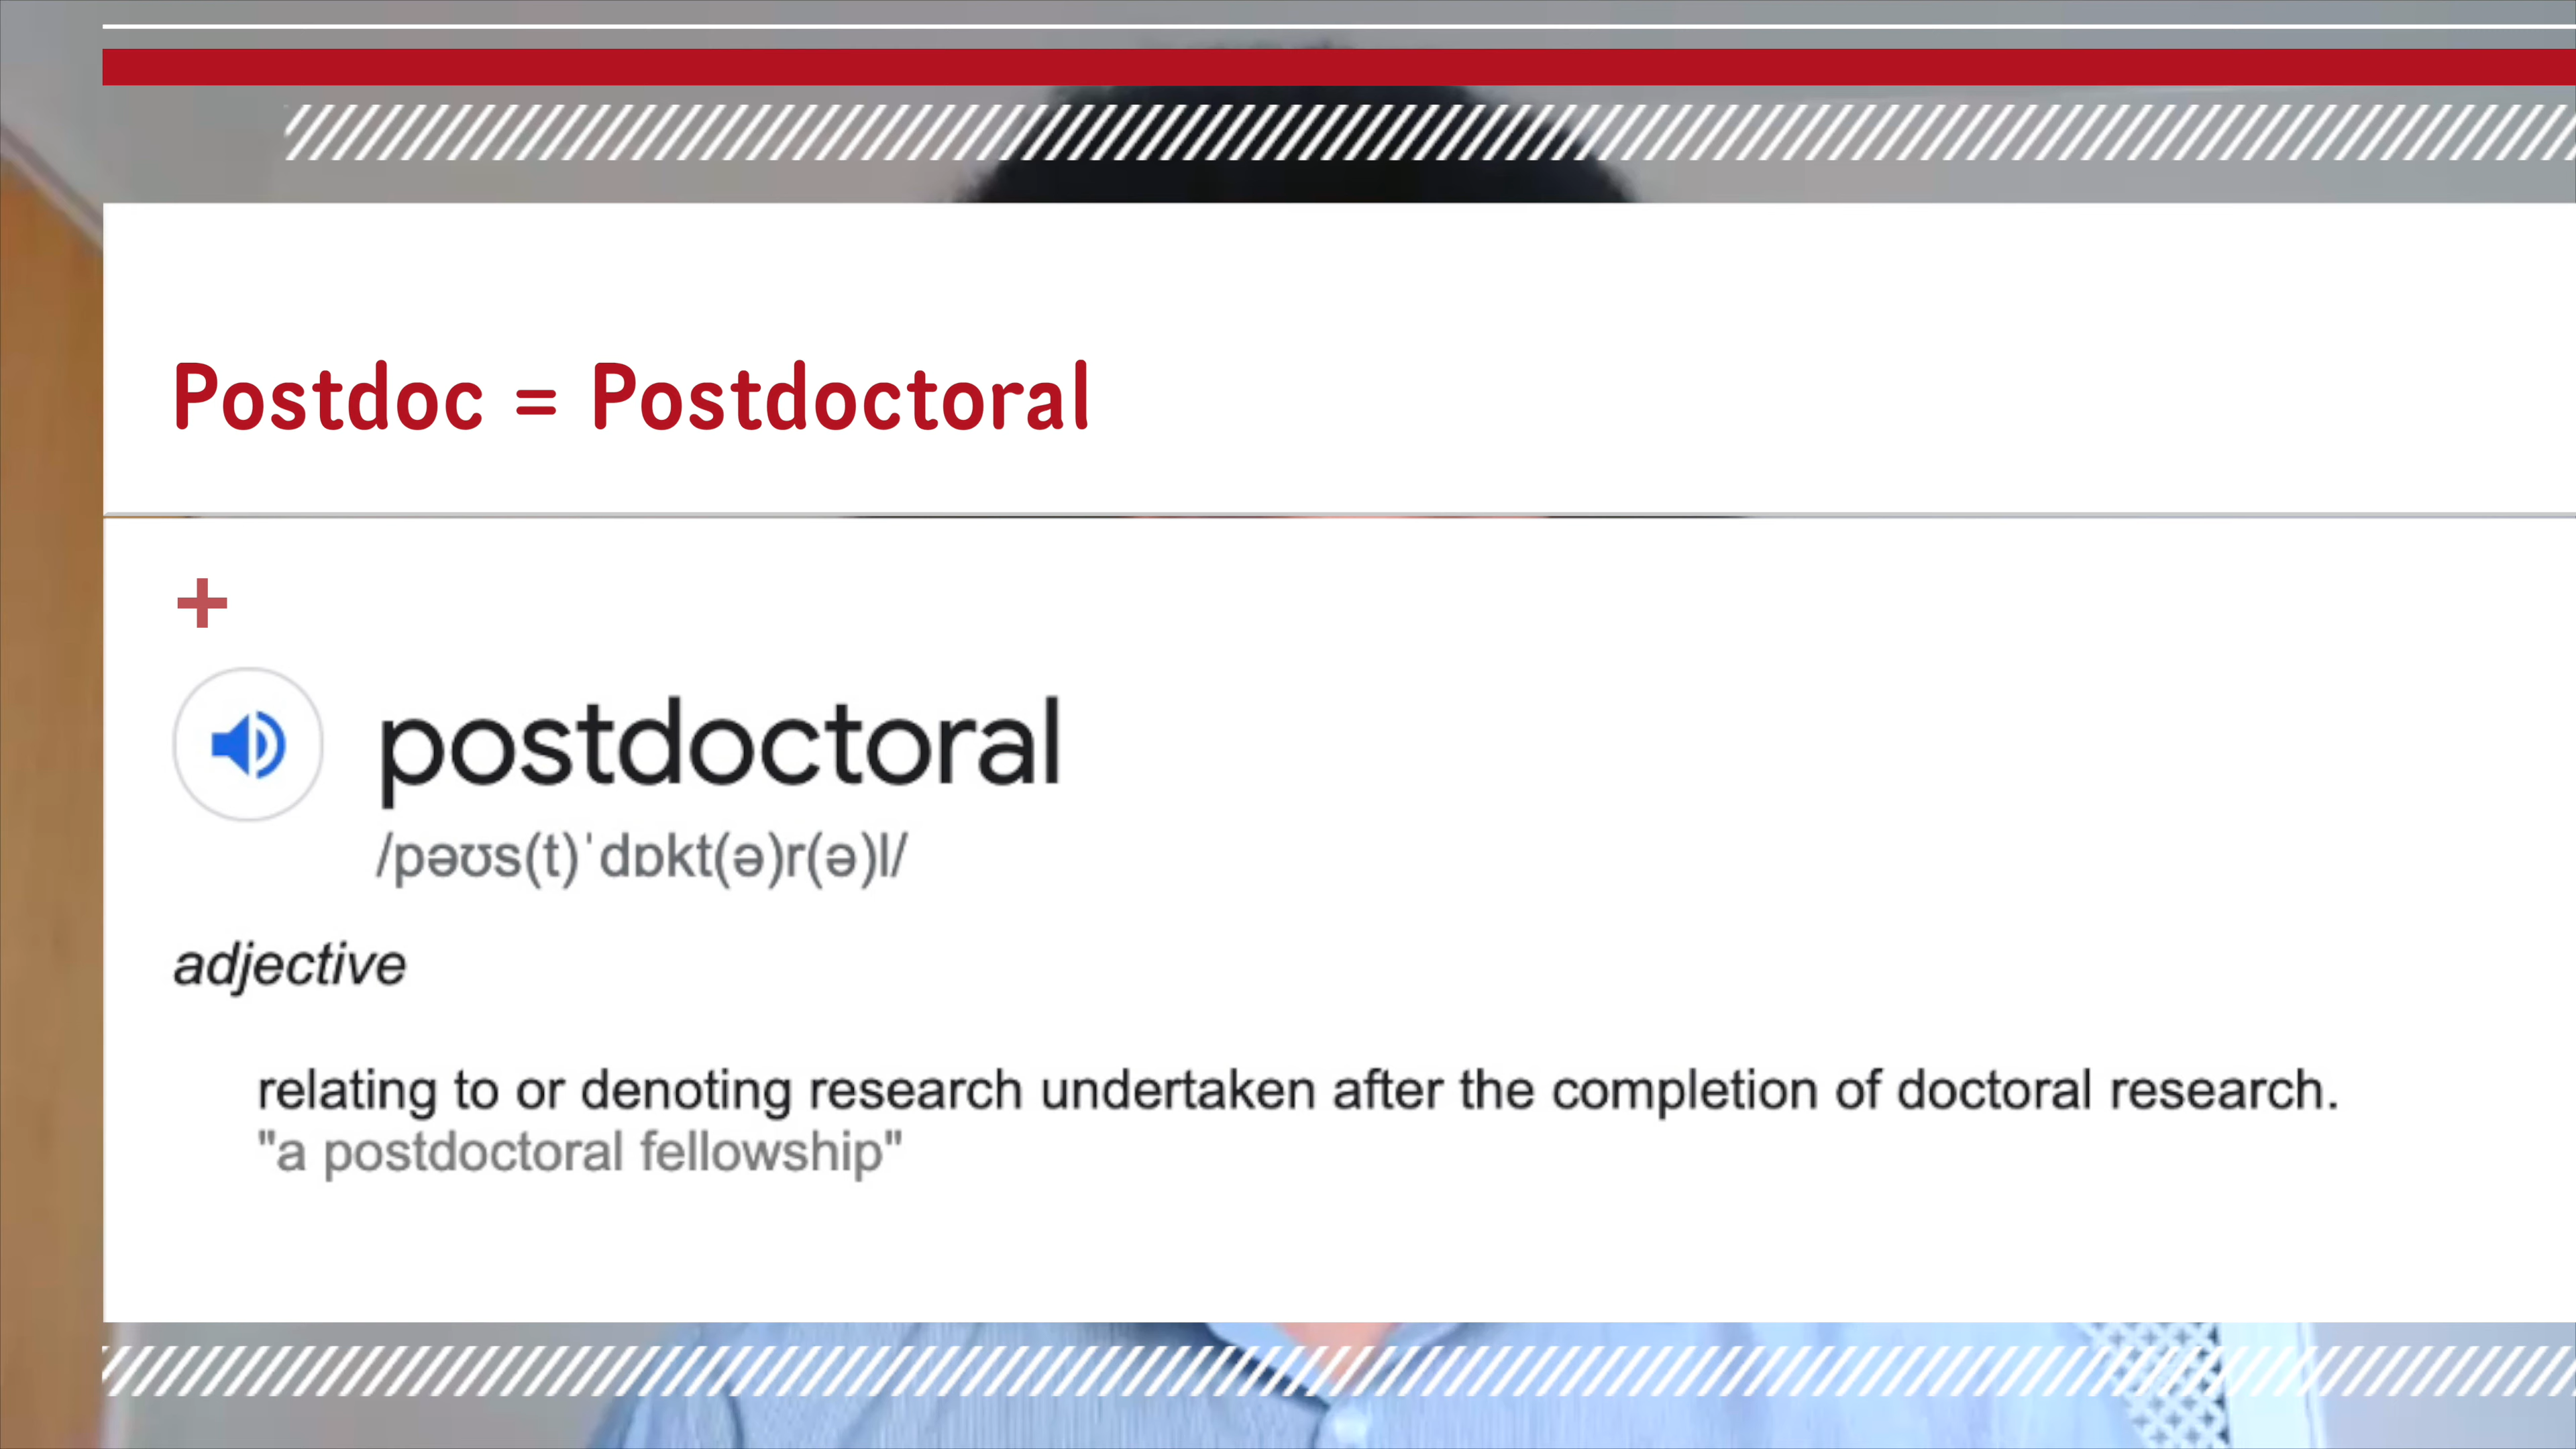 Postdoc = Postdoctoral
postdoctoral
/pəʊs(t)ˈdɒkt(ə)r(ə)l/
adjective
relating to or denoting research undertaken after the completion of doctoral research.
"a postdoctoral fellowship"